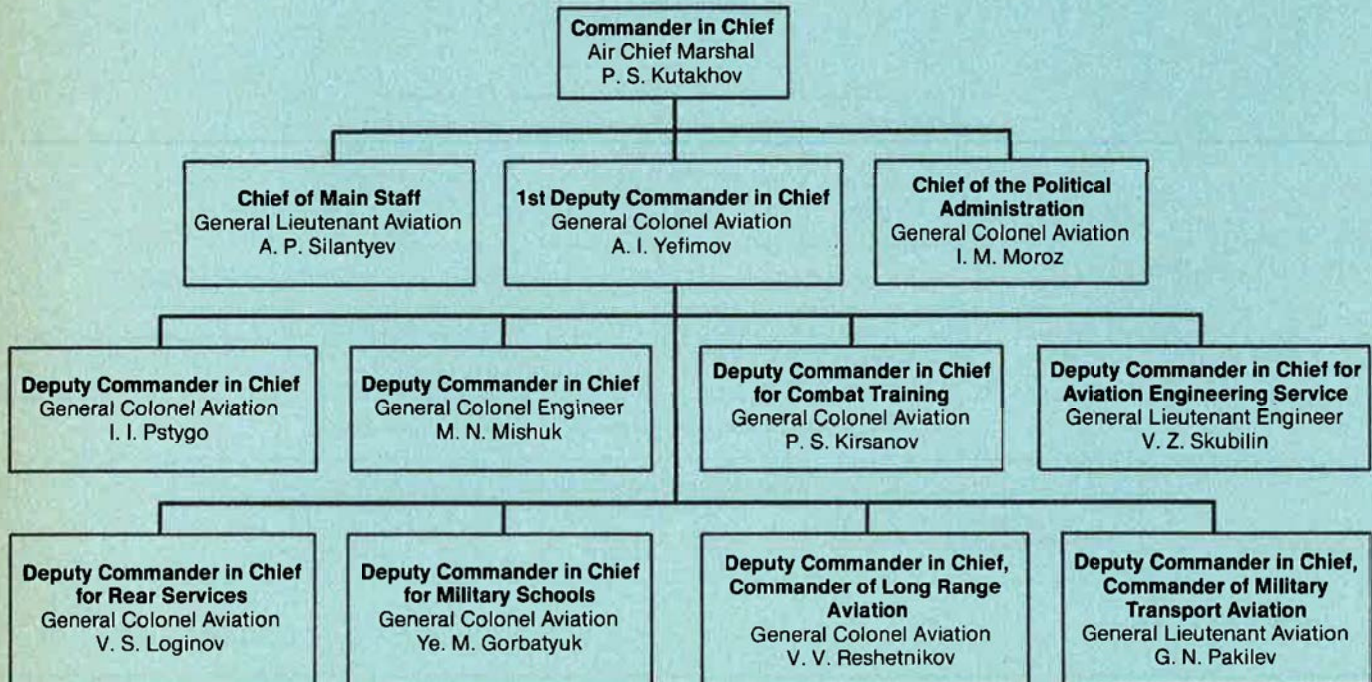 Commander in Chief
Air Chief Marshal
P. S. Kutakhov
Chief of Main Staff
General Lieutenant Aviation
A. P. Silantyev
1st Deputy Commander in Chief
General Colonel Aviation
A. I. Yefimov
Chief of the Political
Administration
General Colonel Aviation
I. M. Moroz
Deputy Commander in Chief
General Colonel Aviation
I. I. Pstygo
Deputy Commander in Chief
General Colonel Engineer
M. N. Mishuk
Deputy Commander in Chief
for Combat Training
General Colonel Aviation
P. S. Kirsanov
Deputy Commander in Chief for
Aviation Engineering Service
General Lieutenant Engineer
V. Z. Skubilin
Deputy Commander in Chief
for Rear Services
General Colonel Aviation
V. S. Loginov
Deputy Commander in Chief
for Military Schools
General Colonel Aviation
Ye. M. Gorbatyuk
Deputy Commander in Chief,
Commander of Long Range
Aviation
General Colonel Aviation
V. V. Reshetnikov
Deputy Commander in Chief,
Commander of Military
Transport Aviation
General Lieutenant Aviation
G. N. Pakilev